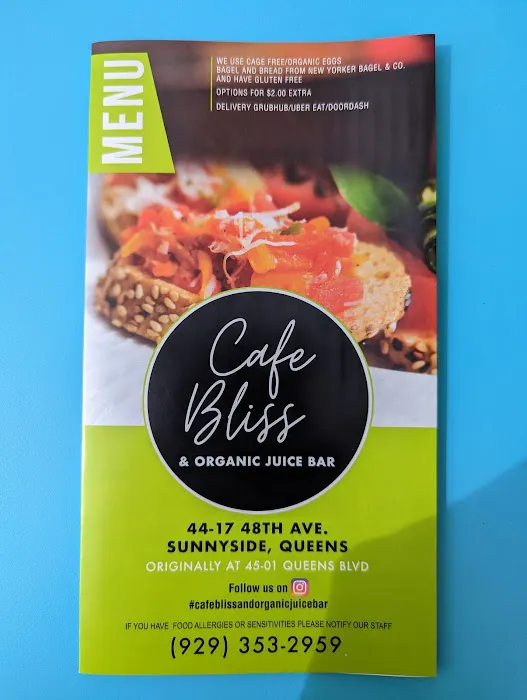 MENU
WE USE CAGE FREE/ORGANIC EGGS
BAGEL AND BREAD FROM NEW YORKER BAGEL & CO.
AND HAVE GLUTEN FREE
OPTIONS FOR $2.00 EXTRA
DELIVERY GRUBHUB/UBER EAT/DOORDASH
Cafe
Bliss
& ORGANIC JUICE BAR
44-17 48TH AVE.
SUNNYSIDE, QUEENS
ORIGINALLY AT 45-01 QUEENS BLVD
Follow us on
#cafeblissandorganicjuicebar
IF YOU HAVE FOOD ALLERGIES OR SENSITIVITIES PLEASE NOTIFY OUR STAFF
(929) 353-2959